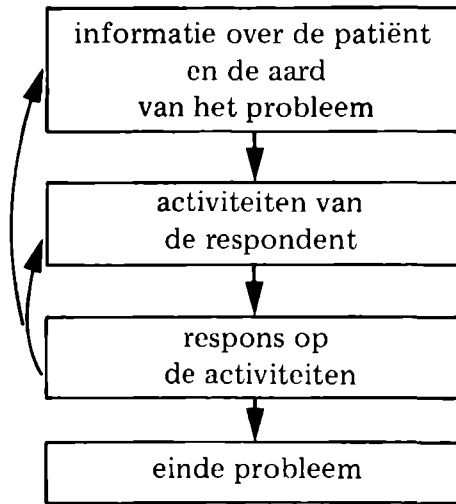 informatie over de patiënt
en de aard
van het probleem
activiteiten van
de respondent
respons op
de activiteiten
einde probleem